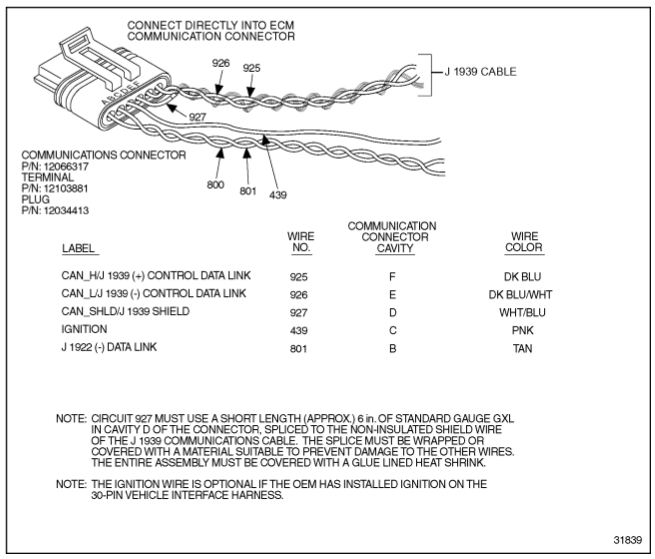 CONNECT DIRECTLY INTO ECM
COMMUNICATION CONNECTOR
926
925
J 1939 CABLE
ABCDEF
927
COMMUNICATIONS CONNECTOR
P/N: 12066317
TERMINAL
P/N: 12103881
PLUG
P/N: 12034413
800
801
439
LABEL
WIRE
NO.
COMMUNICATION
CONNECTOR
CAVITY
WIRE
COLOR
CAN_H/J 1939 (+) CONTROL DATA LINK 925 F DK BLU
CAN_L/J 1939 (-) CONTROL DATA LINK 926 E DK BLU/WHT
CAN_SHLD/J 1939 SHIELD 927 D WHT/BLU
IGNITION 439 C PNK
J 1922 (-) DATA LINK 801 B TAN
NOTE: CIRCUIT 927 MUST USE A SHORT LENGTH (APPROX.) 6 in. OF STANDARD GAUGE GXL
IN CAVITY D OF THE CONNECTOR, SPLICED TO THE NON-INSULATED SHIELD WIRE
OF THE J 1939 COMMUNICATIONS CABLE. THE SPLICE MUST BE WRAPPED OR
COVERED WITH A MATERIAL SUITABLE TO PREVENT DAMAGE TO THE OTHER WIRES.
THE ENTIRE ASSEMBLY MUST BE COVERED WITH A GLUE LINED HEAT SHRINK.
NOTE: THE IGNITION WIRE IS OPTIONAL IF THE OEM HAS INSTALLED IGNITION ON THE
30-PIN VEHICLE INTERFACE HARNESS.
31839